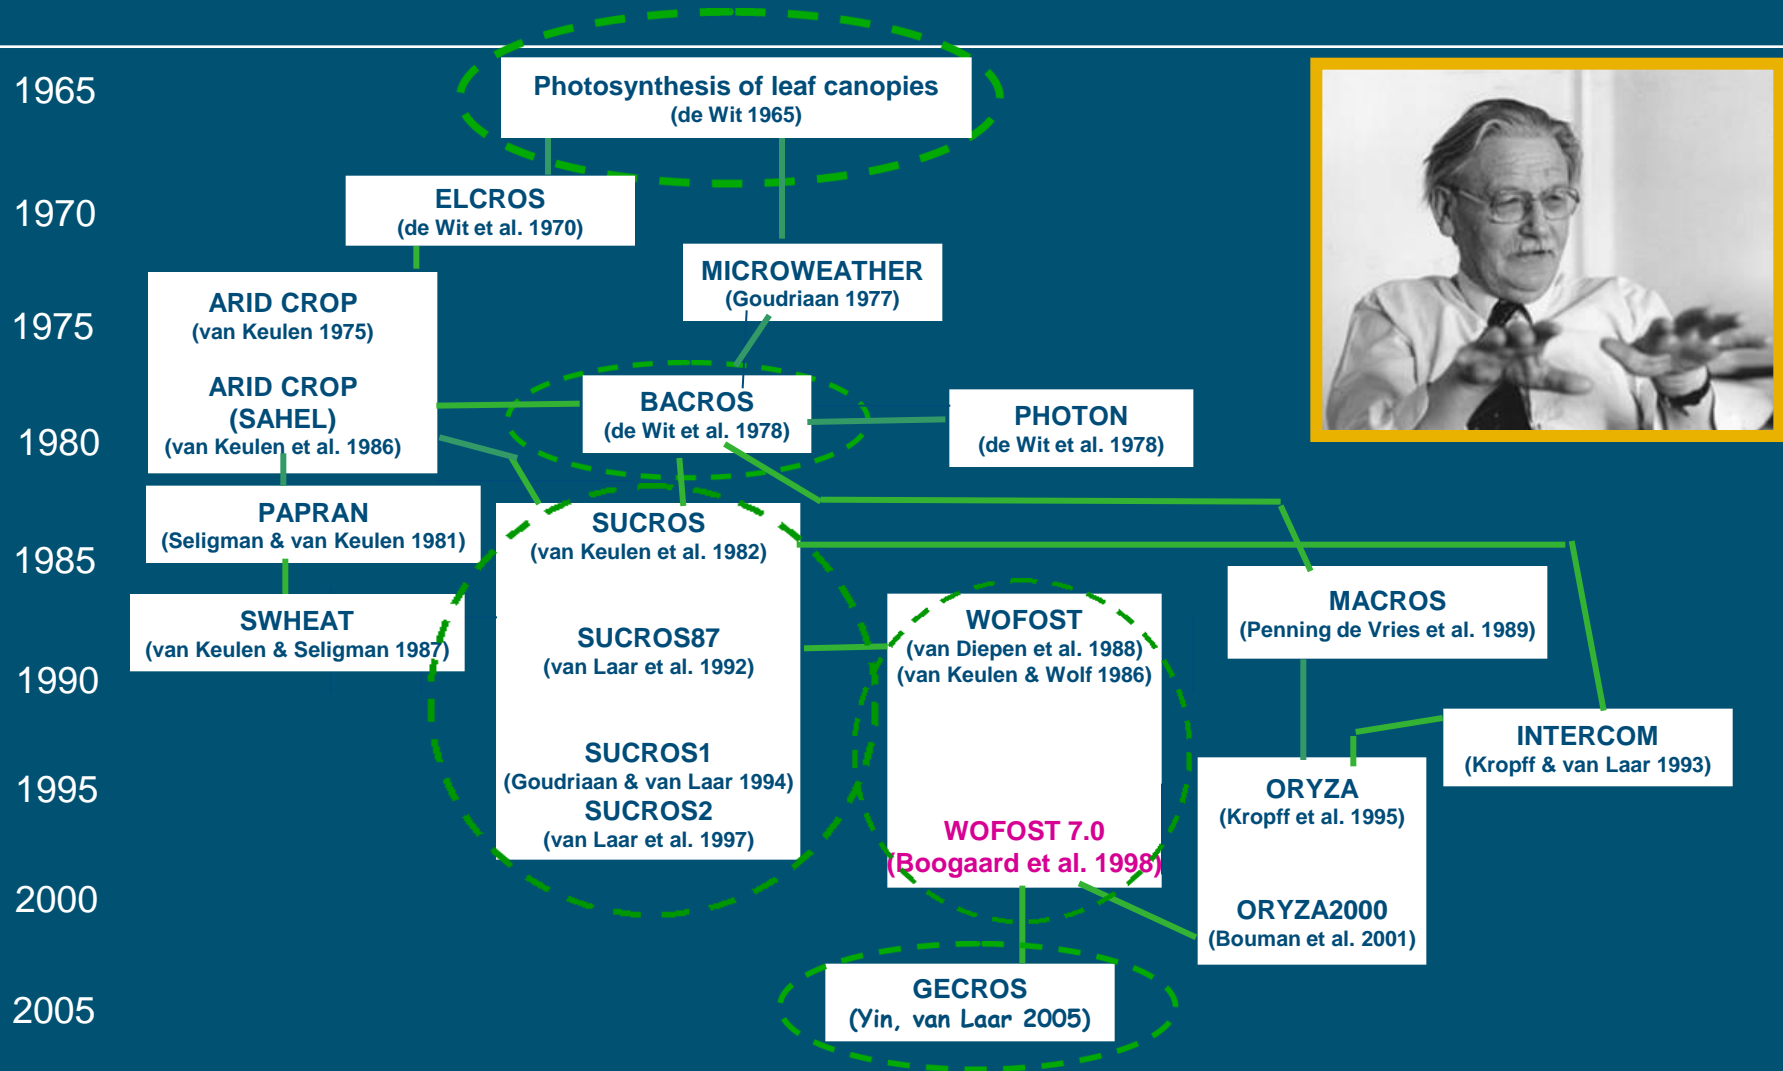 1965
Photosynthesis of leaf canopies
(de Wit 1965)
1970
ELCROS
(de Wit et al. 1970)
MICROWEATHER
(Goudriaan 1977)
1975
ARID CROP
(van Keulen 1975)
ARID CROP
(SAHEL)
(van Keulen et al. 1986)
BACROS
(de Wit et al. 1978)
PHOTON
(de Wit et al. 1978)
1980
PAPRAN
(Seligman & van Keulen 1981)
SUCROS
(van Keulen et al. 1982)
1985
SWHEAT
(van Keulen & Seligman 1987)
SUCROS87
(van Laar et al. 1992)
WOFOST
(van Diepen et al. 1988)
(van Keulen & Wolf 1986)
MACROS
(Penning de Vries et al. 1989)
1990
INTERCOM
(Kropff & van Laar 1993)
SUCROS1
(Goudriaan & van Laar 1994)
SUCROS2
(van Laar et al. 1997)
1995
WOFOST 7.0
(Boogaard et al. 1998)
ORYZA
(Kropff et al. 1995)
2000
ORYZA2000
(Bouman et al. 2001)
GECROS
(Yin, van Laar 2005)
2005